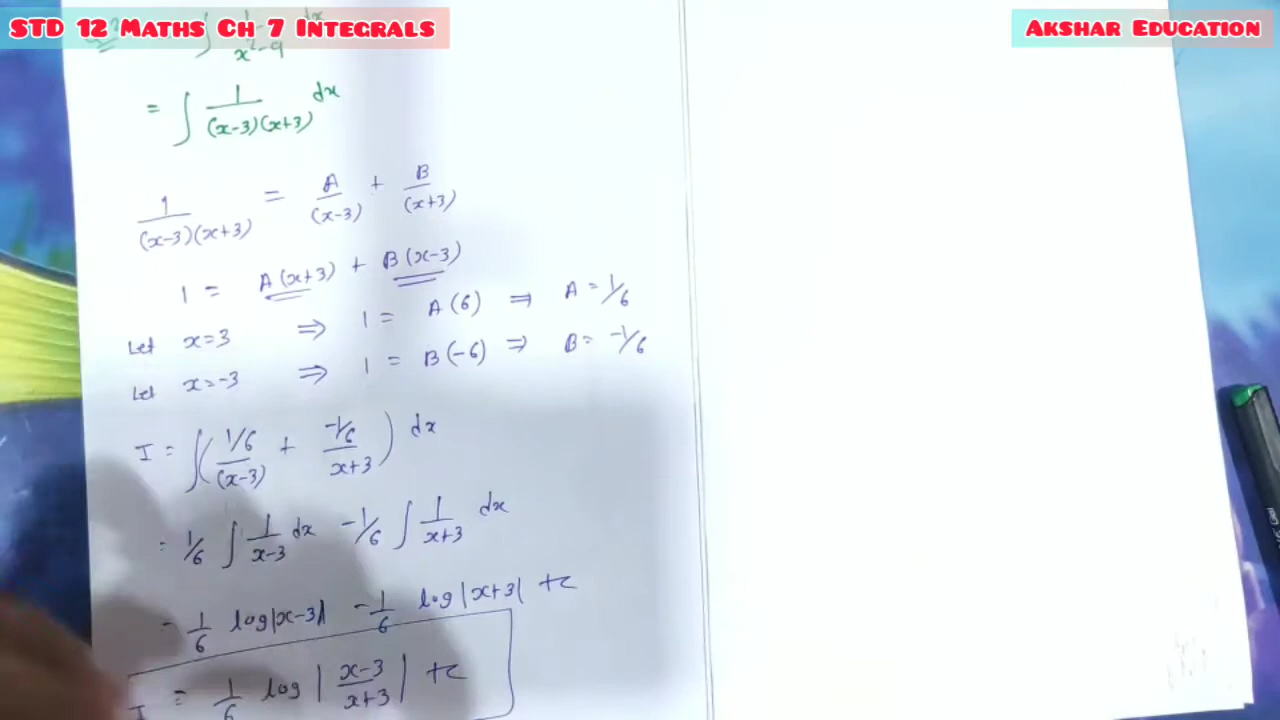 STD 12 Maths Ch 7 Integrals
Akshar Education
x²-9
= ∫ 1/((x-3)(x+3)) dx
1/((x-3)(x+3)) = A/(x-3) + B/(x+3)
1 = A(x+3) + B(x-3)
Let x=3 ⇒ 1 = A(6) ⇒ A = 1/6
Let x=-3 ⇒ 1 = B(-6) ⇒ B = -1/6
I = ∫( (1/6)/(x-3) + (-1/6)/(x+3) ) dx
= 1/6 ∫ 1/(x-3) dx - 1/6 ∫ 1/(x+3) dx
= 1/6 log|x-3| - 1/6 log|x+3| +c
I = 1/6 log |(x-3)/(x+3)| +c